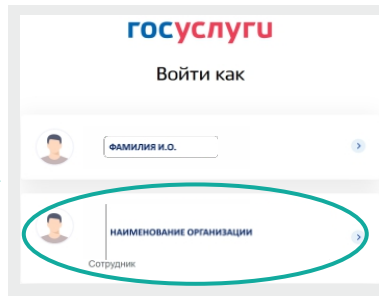 госуслуги
Войти как
ФАМИЛИЯ И.О.
НАИМЕНОВАНИЕ ОРГАНИЗАЦИИ
Сотрудник